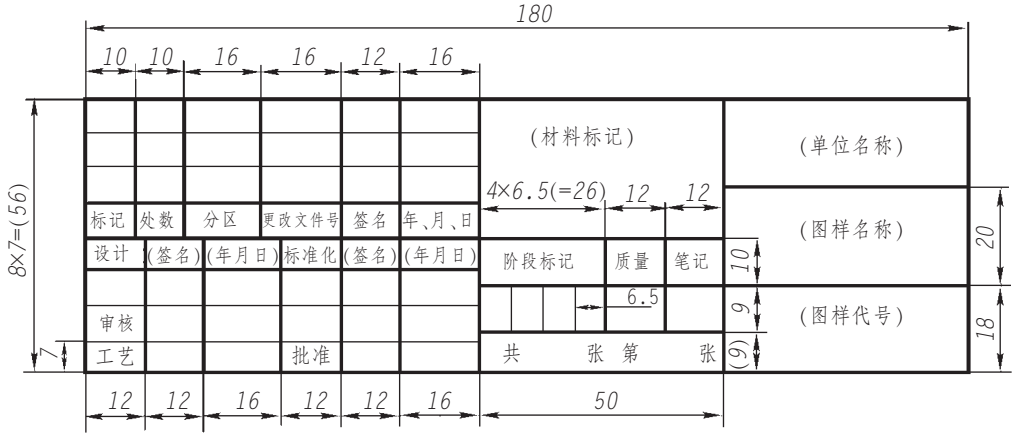 180
10 10 16 16 12 16
(材料标记)
(单位名称)
4×6.5(=26) 12 12
标记 处数 分区 更改文件号 签名 年、月、日
(图样名称)
20
8×7=(56)
设计 (签名) (年月日) 标准化 (签名) (年月日)
阶段标记 质量 笔记 10
6.5
9
(图样代号)
18
审核
7
工艺 批准
共 张 第 张 (9)
12 12 16 12 12 16 50